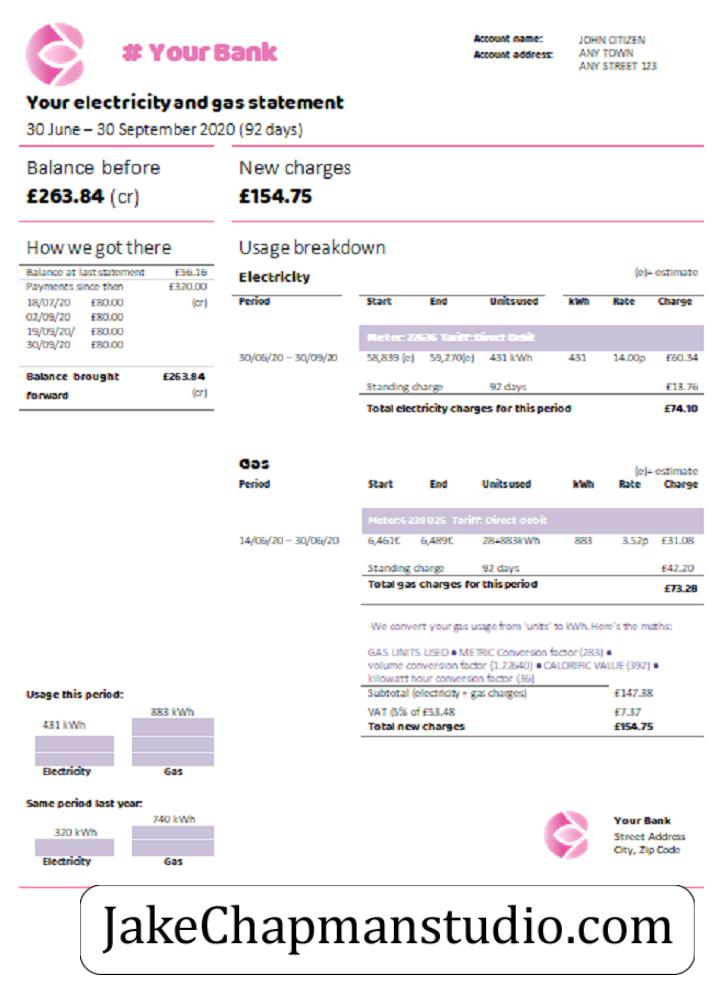 # Your Bank
Account name: JOHN CITIZEN
Account address: ANY TOWN
ANY STREET 123
Your electricity and gas statement
30 June – 30 September 2020 (92 days)
Balance before
£263.84 (cr)
New charges
£154.75
How we got there
Balance at last statement £56.16
Payments since then £320.00
18/07/20 £80.00 (cr)
02/09/20 £80.00
19/09/20/ £80.00
30/09/20 £80.00
Balance brought £263.84
forward (cr)
Usage breakdown
Electricity (e)= estimate
Period Start End Units used kWh Rate Charge
Meter: 22636 Tariff: Direct Debit
30/06/20 – 30/09/20 58,839 (e) 59,270(e) 431 kWh 431 14.00p £60.34
Standing charge 92 days £13.76
Total electricity charges for this period £74.10
Gas (e)= estimate
Period Start End Units used kWh Rate Charge
Meter:6238025 Tariff: Direct debit
14/06/20 – 30/06/20 6,461E 6,489E 28=883kWh 883 3.52p £31.08
Standing charge 92 days £42.20
Total gas charges for this period £73.28
-We convert your gas usage from 'units' to kWh. Here's the maths:
GAS UNITS USED ● METRIC Conversion factor (283) ●
volume conversion factor (1.22640) ● CALORIFIC VALUE (392) ●
kilowatt hour conversion factor (36)
Subtotal (electricity + gas charges) £147.38
VAT (5% of £53.48 £7.37
Total new charges £154.75
Usage this period:
431 kWh 883 kWh
Electricity Gas
Same period last year:
320 kWh 740 kWh
Electricity Gas
Your Bank
Street Address
City, Zip Code
JakeChapmanstudio.com